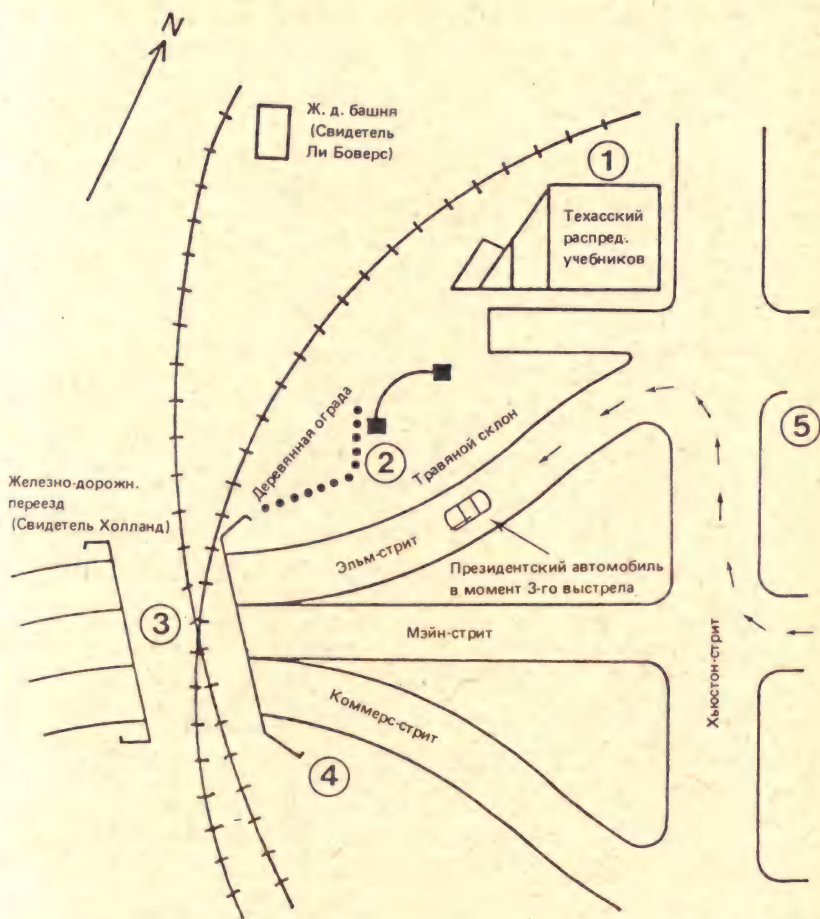 N
Ж. д. башня
(Свидетель
Ли Боверс)
1
Техасский
распред.
учебников
Деревянная ограда
2
Травяной склон
5
Железно-дорожн.
переезд
(Свидетель Холланд)
Эльм-стрит
Президентский автомобиль
в момент 3-го выстрела
3
Мэйн-стрит
Хьюстон-стрит
Коммерс-стрит
4